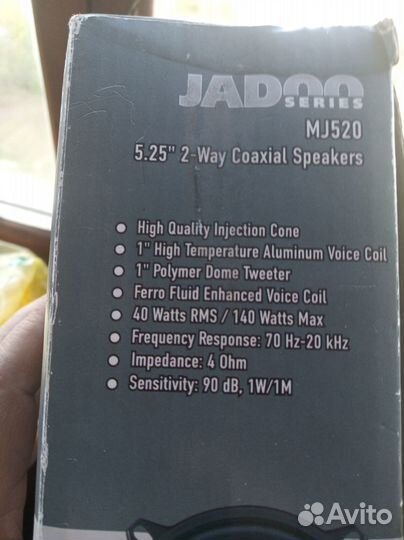 JADOO
SERIES
MJ520
5.25" 2-Way Coaxial Speakers
High Quality Injection Cone
1" High Temperature Aluminum Voice Coil
1" Polymer Dome Tweeter
Ferro Fluid Enhanced Voice Coil
40 Watts RMS / 140 Watts Max
Frequency Response: 70 Hz-20 kHz
Impedance: 4 Ohm
Sensitivity: 90 dB, 1W/1M
Avito